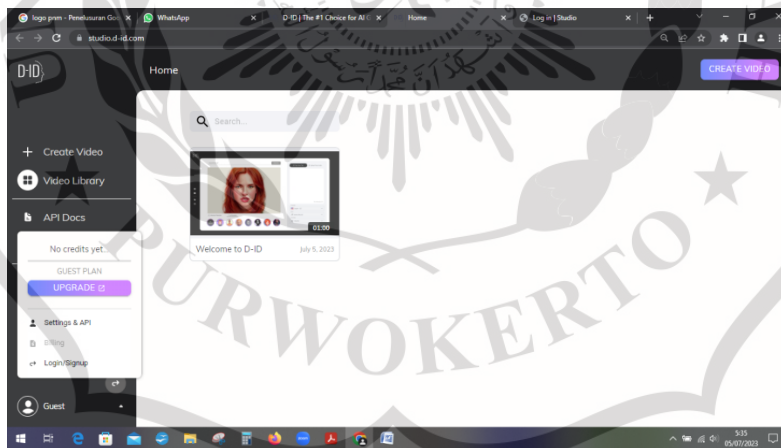 logo pnm - Penelusuran Goo
WhatsApp
D-ID | The #1 Choice for AI C
Home
Log in | Studio
studio.d-id.com
D-ID
Home
CREATE VIDEO
Search...
Create Video
Video Library
API Docs
01:00
Welcome to D-ID
July 5, 2023
No credits yet...
GUEST PLAN
UPGRADE
Settings & API
Billing
Login/Signup
Guest
PURWOKERTO
5:35
05/07/2023